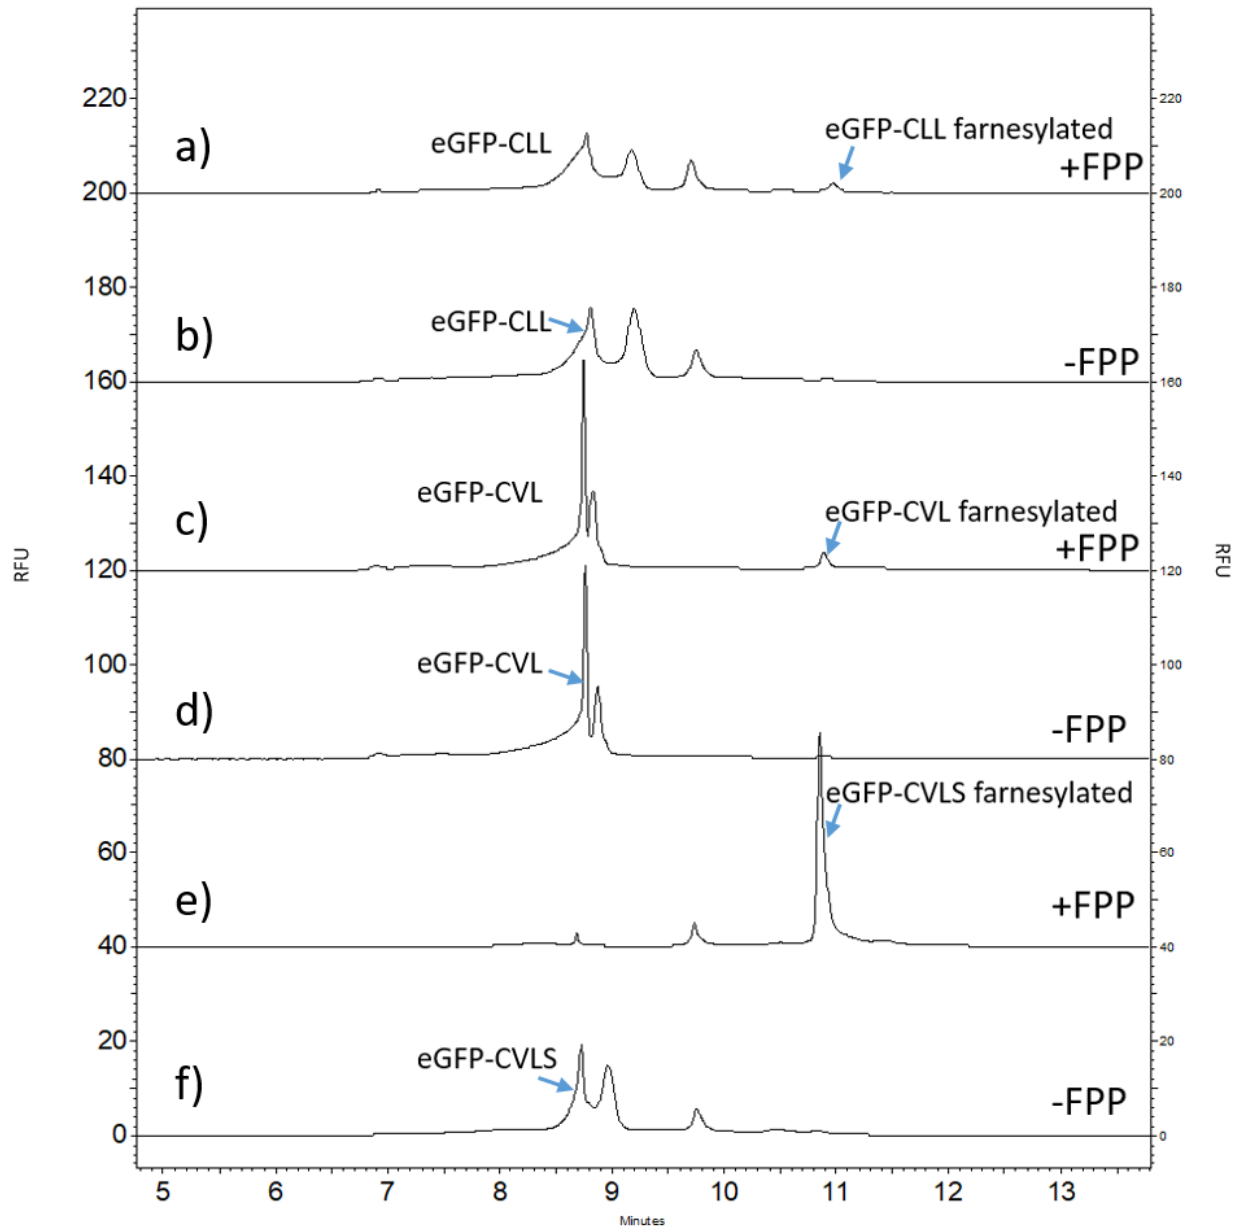 220
220
a)
eGFP-CLL
eGFP-CLL farnesylated
+FPP
200
200
180
180
b)
eGFP-CLL
-FPP
160
160
140
140
c)
eGFP-CVL
eGFP-CVL farnesylated
+FPP
RFU
RFU
120
120
100
100
d)
eGFP-CVL
-FPP
80
80
eGFP-CVLS farnesylated
60
60
e)
+FPP
40
40
20
20
f)
eGFP-CVLS
-FPP
0
0
5 6 7 8 9 10 11 12 13
Minutes